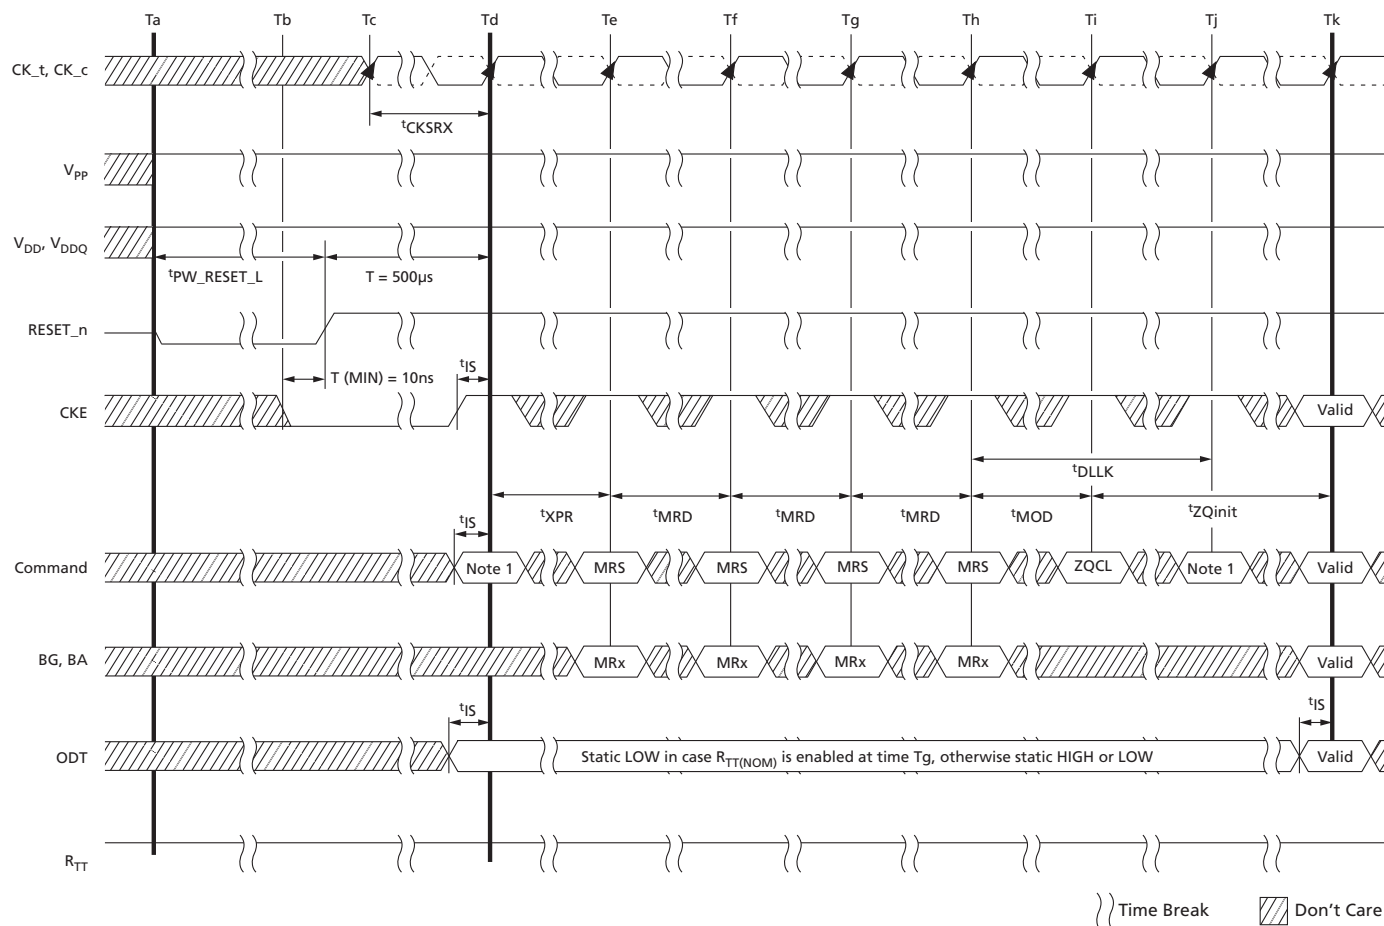 Ta Tb Tc Td Te Tf Tg Th Ti Tj Tk
CK_t, CK_c
tCKSRX
VPP
VDD, VDDQ
tPW_RESET_L T = 500μs
RESET_n
T (MIN) = 10ns tIS
CKE Valid
tDLLK
tXPR tMRD tMRD tMRD tMOD tZQinit
tIS
Command Note 1 MRS MRS MRS MRS ZQCL Note 1 Valid
BG, BA MRx MRx MRx MRx Valid
tIS tIS
ODT Static LOW in case RTT(NOM) is enabled at time Tg, otherwise static HIGH or LOW Valid
RTT
Time Break Don't Care